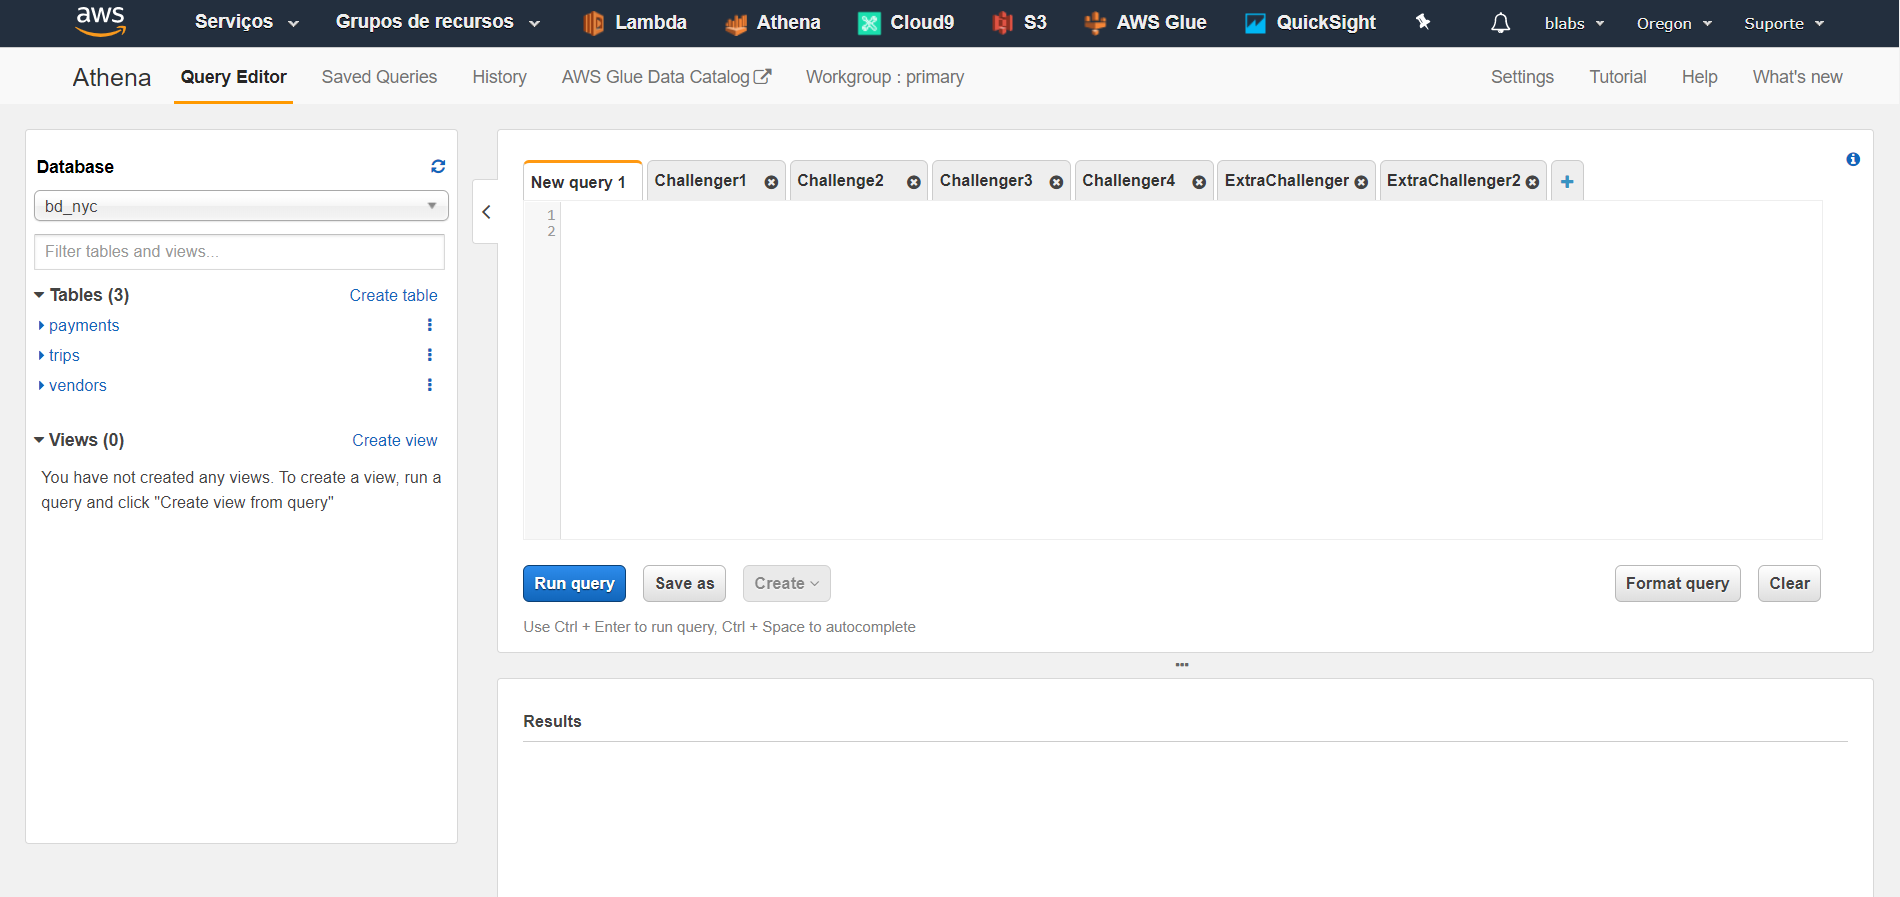 aws Serviços Grupos de recursos Lambda Athena Cloud9 S3 AWS Glue QuickSight blabs Oregon Suporte
Athena Query Editor Saved Queries History AWS Glue Data Catalog Workgroup : primary Settings Tutorial Help What's new
Database
bd_nyc
Filter tables and views...
Tables (3) Create table
payments
trips
vendors
Views (0) Create view
You have not created any views. To create a view, run a
query and click "Create view from query"
New query 1 Challenger1 Challenge2 Challenger3 Challenger4 ExtraChallenger ExtraChallenger2
1
2
Run query Save as Create Format query Clear
Use Ctrl + Enter to run query, Ctrl + Space to autocomplete
Results